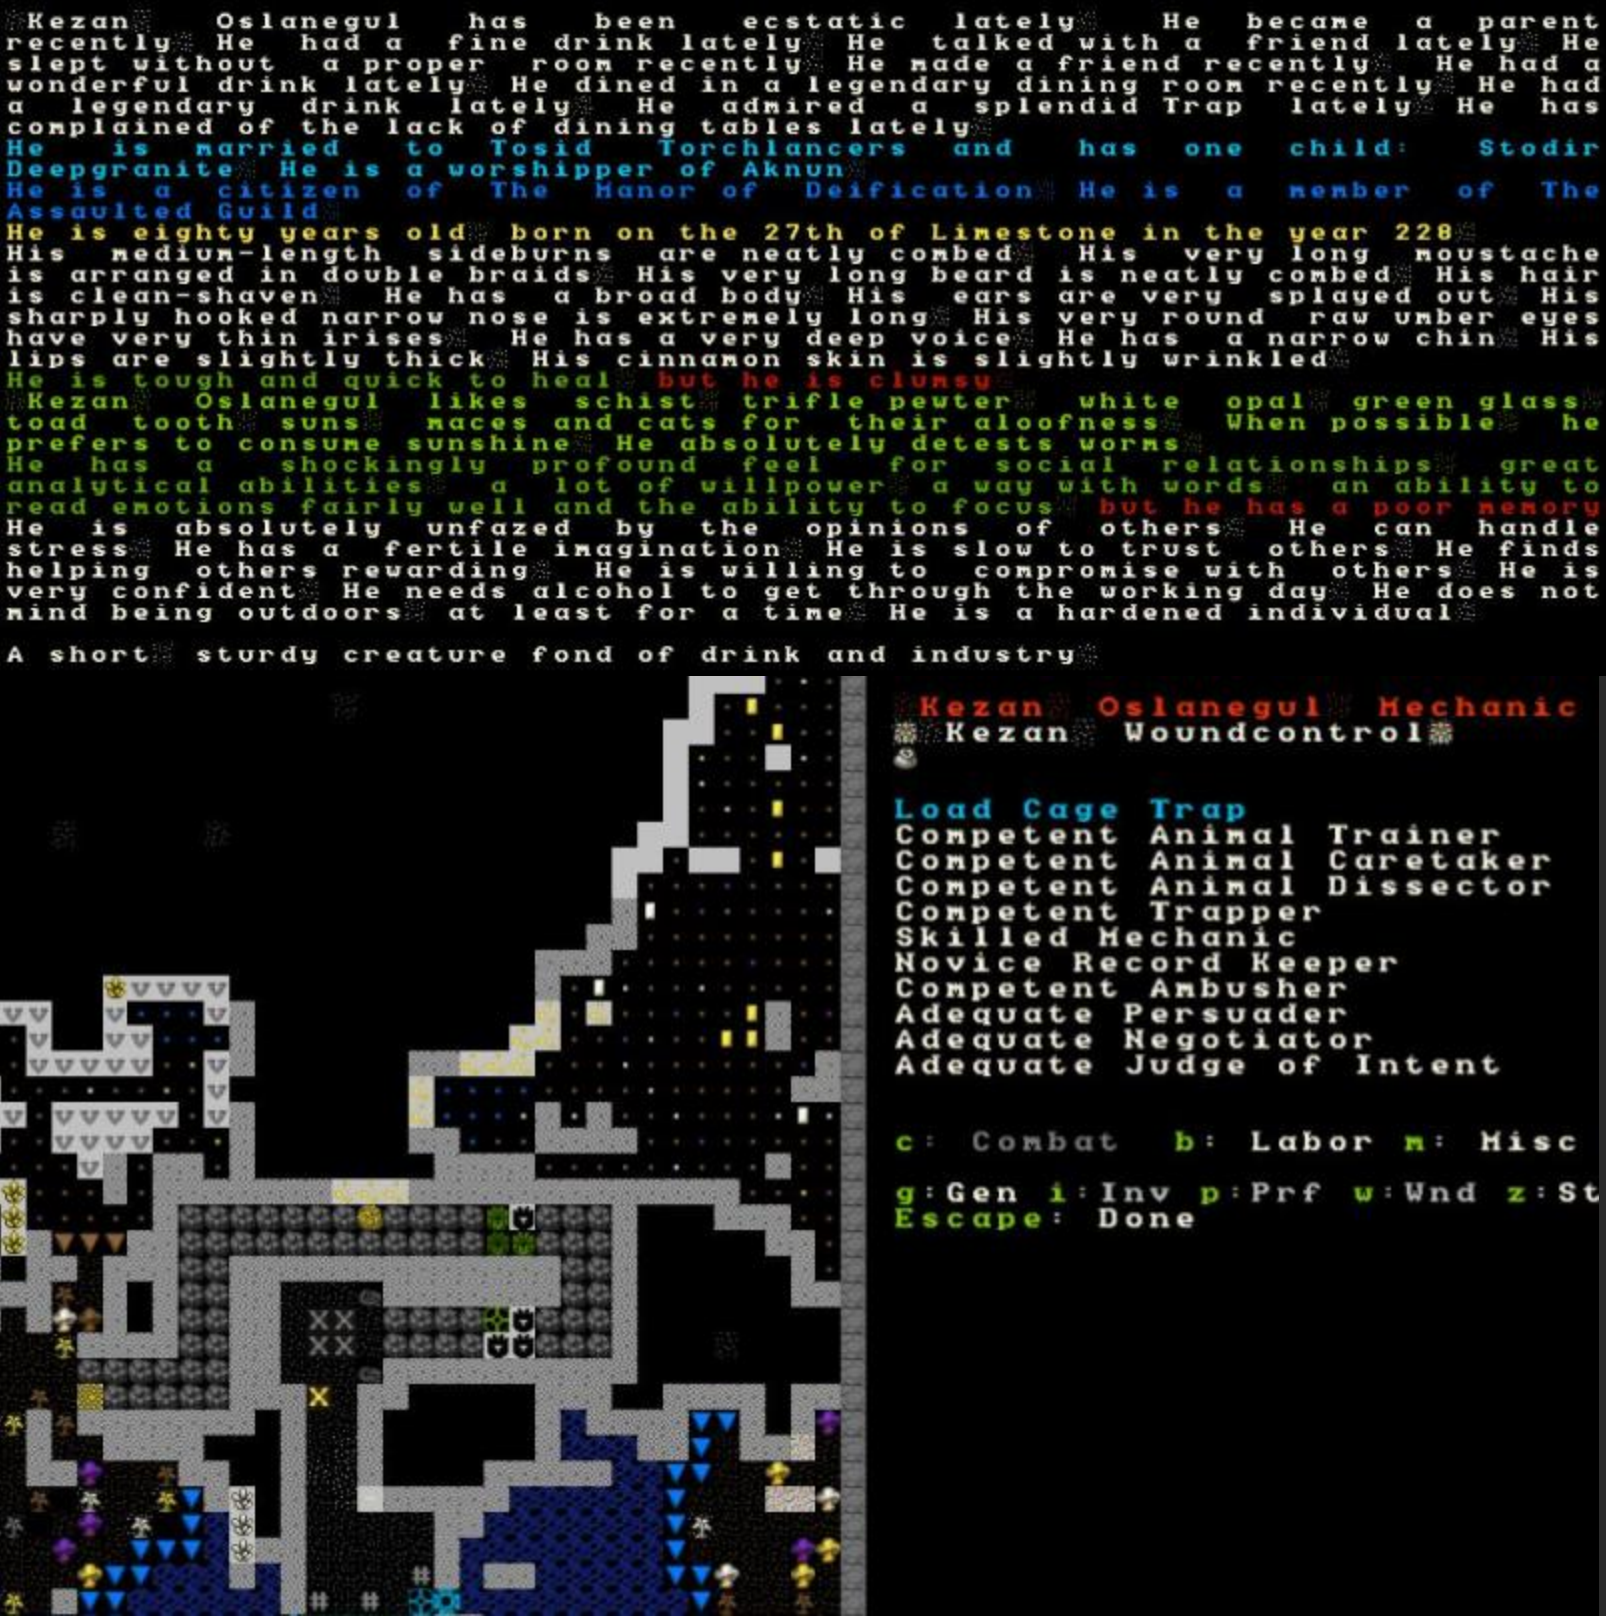 Kezan Oslanegul has been ecstatic lately He became a parent
recently He had a fine drink lately He talked with a friend lately He
slept without a proper room recently He made a friend recently He had a
wonderful drink lately He dined in a legendary dining room recently He had
a legendary drink lately He admired a splendid Trap lately He has
complained of the lack of dining tables lately
He is married to Tosid Torchlancers and has one child: Stodir
Deepgranite He is a worshipper of Aknun
He is a citizen of The Manor of Deification He is a member of The
Assaulted Guild
He is eighty years old born on the 27th of Limestone in the year 228
His medium-length sideburns are neatly combed His very long moustache
is arranged in double braids His very long beard is neatly combed His hair
is clean-shaven He has a broad body His ears are very splayed out His
sharply hooked narrow nose is extremely long His very round raw umber eyes
have very thin irises He has a very deep voice He has a narrow chin His
lips are slightly thick His cinnamon skin is slightly wrinkled
He is tough and quick to heal but he is clumsy
Kezan Oslanegul likes schist trifle pewter white opal green glass
toad tooth suns maces and cats for their aloofness When possible he
prefers to consume sunshine He absolutely detests worms
He has a shockingly profound feel for social relationships great
analytical abilities a lot of willpower a way with words an ability to
read emotions fairly well and the ability to focus but he has a poor memory
He is absolutely unfazed by the opinions of others He can handle
stress He has a fertile imagination He is slow to trust others He finds
helping others rewarding He is willing to compromise with others He is
very confident He needs alcohol to get through the working day He does not
mind being outdoors at least for a time He is a hardened individual
A short sturdy creature fond of drink and industry
Kezan Oslanegul Mechanic
Kezan Woundcontrol
Load Cage Trap
Competent Animal Trainer
Competent Animal Caretaker
Competent Animal Dissector
Competent Trapper
Skilled Mechanic
Novice Record Keeper
Competent Ambusher
Adequate Persuader
Adequate Negotiator
Adequate Judge of Intent
c: Combat b: Labor m: Misc
g:Gen i:Inv p:Prf w:Wnd z:St
Escape: Done